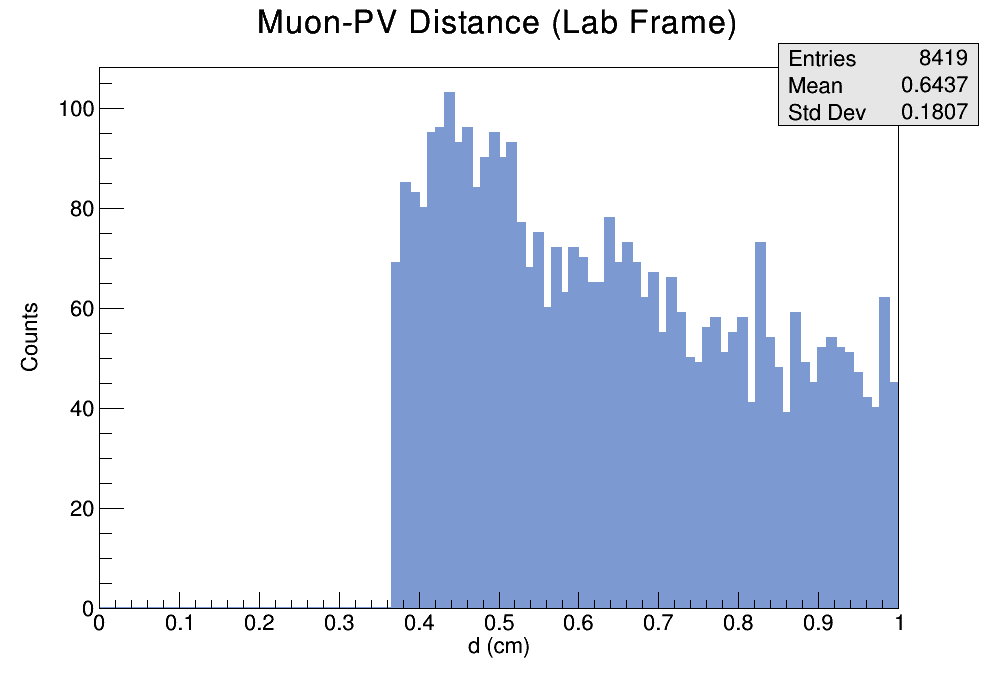 Muon-PV Distance (Lab Frame)
Entries 8419
Mean 0.6437
Std Dev 0.1807
100
80
60
40
20
0
Counts
0 0.1 0.2 0.3 0.4 0.5 0.6 0.7 0.8 0.9 1
d (cm)